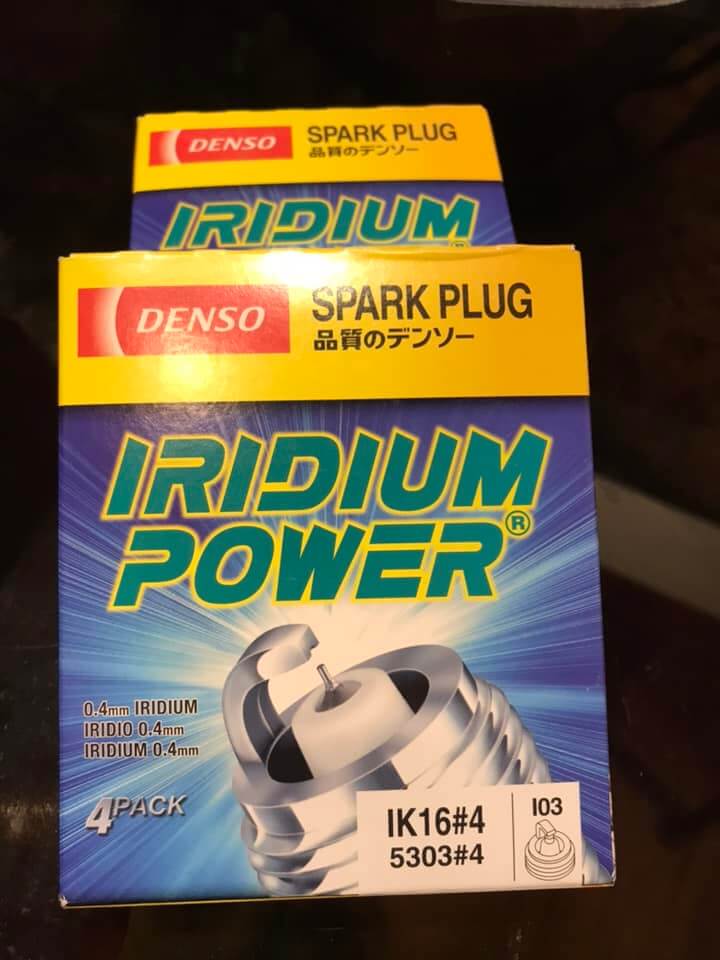 DENSO
SPARK PLUG
品質のデンソー
IRIDIUM
DENSO
SPARK PLUG
品質のデンソー
IRIDIUM
POWER®
0.4mm IRIDIUM
IRIDIO 0.4mm
IRIDIUM 0.4mm
4PACK
IK16#4
5303#4
I03